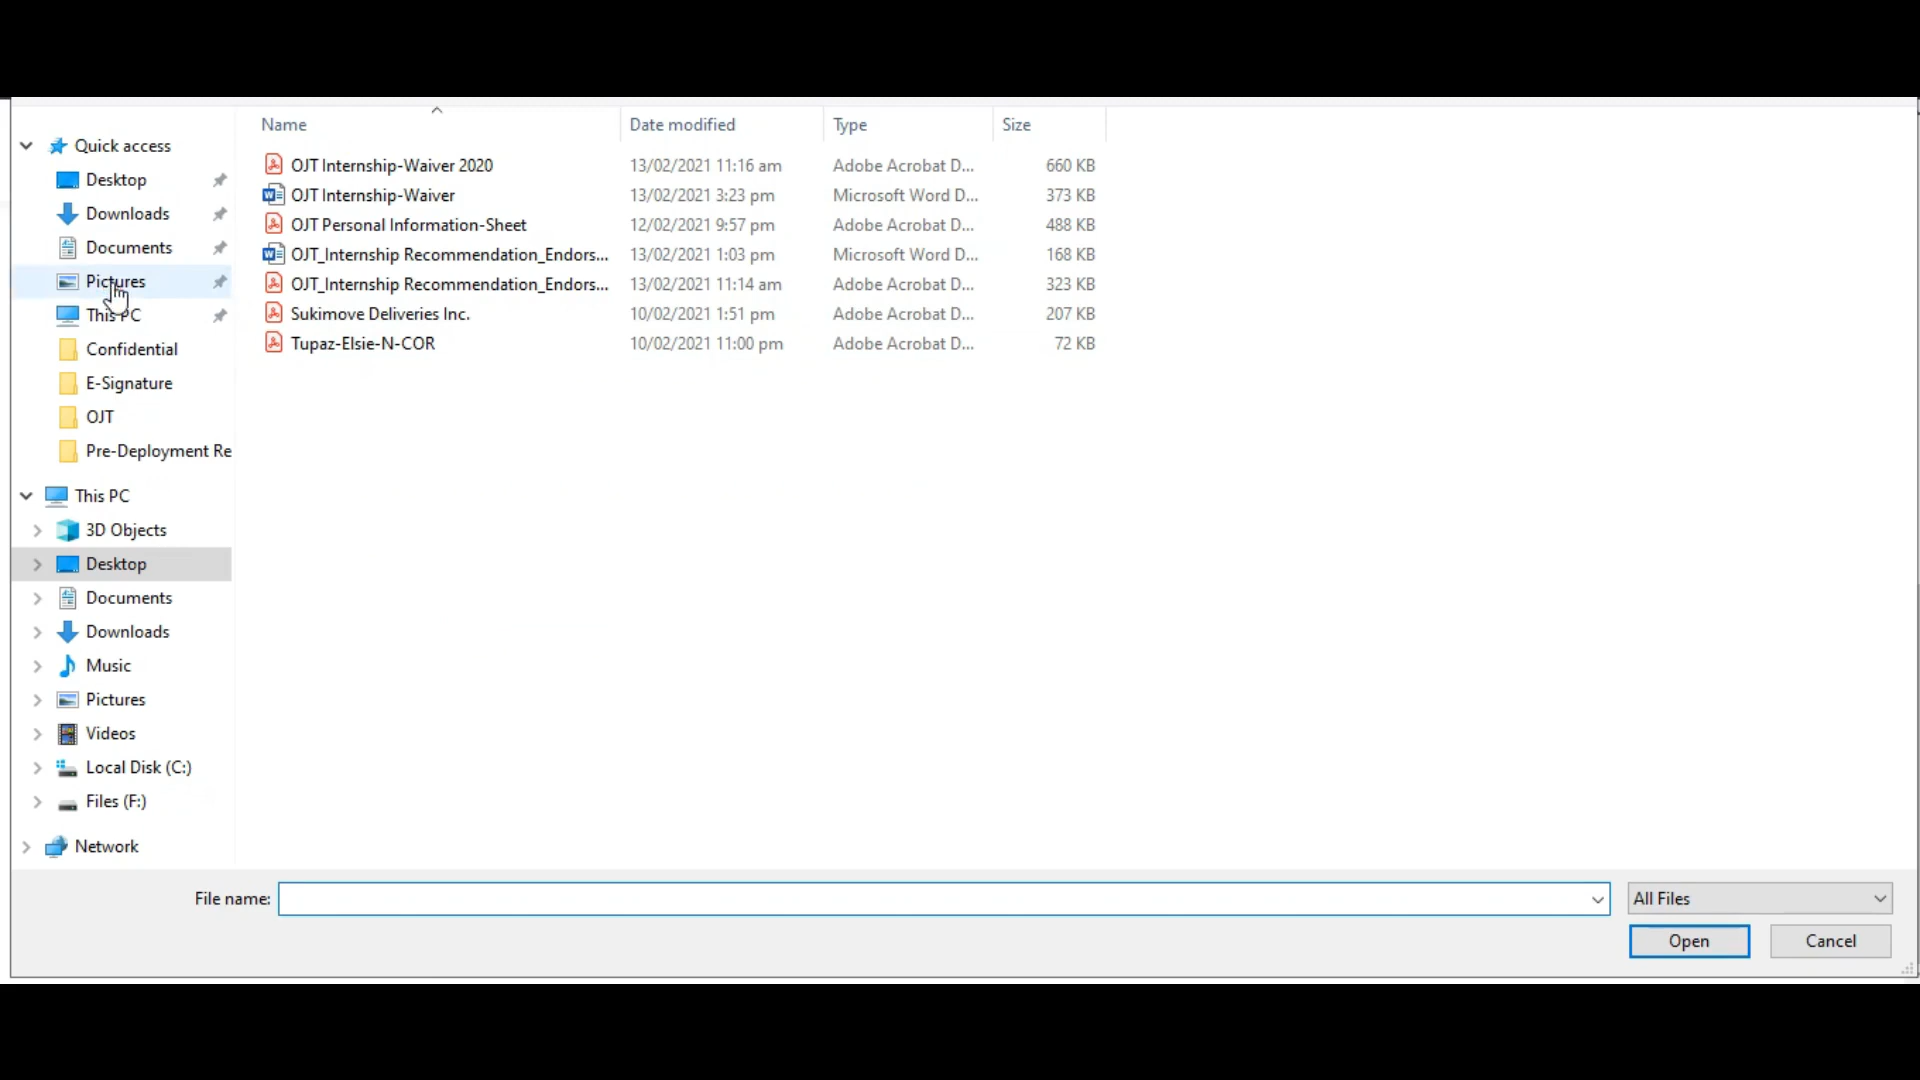 Name Date modified Type Size
Quick access
Desktop
Downloads
Documents
Pictures
This PC
Confidential
E-Signature
OJT
Pre-Deployment Re
This PC
3D Objects
Desktop
Documents
Downloads
Music
Pictures
Videos
Local Disk (C:)
Files (F:)
Network
OJT Internship-Waiver 2020 13/02/2021 11:16 am Adobe Acrobat D... 660 KB
OJT Internship-Waiver 13/02/2021 3:23 pm Microsoft Word D... 373 KB
OJT Personal Information-Sheet 12/02/2021 9:57 pm Adobe Acrobat D... 488 KB
OJT_Internship Recommendation_Endors... 13/02/2021 1:03 pm Microsoft Word D... 168 KB
OJT_Internship Recommendation_Endors... 13/02/2021 11:14 am Adobe Acrobat D... 323 KB
Sukimove Deliveries Inc. 10/02/2021 1:51 pm Adobe Acrobat D... 207 KB
Tupaz-Elsie-N-COR 10/02/2021 11:00 pm Adobe Acrobat D... 72 KB
File name: All Files
Open Cancel